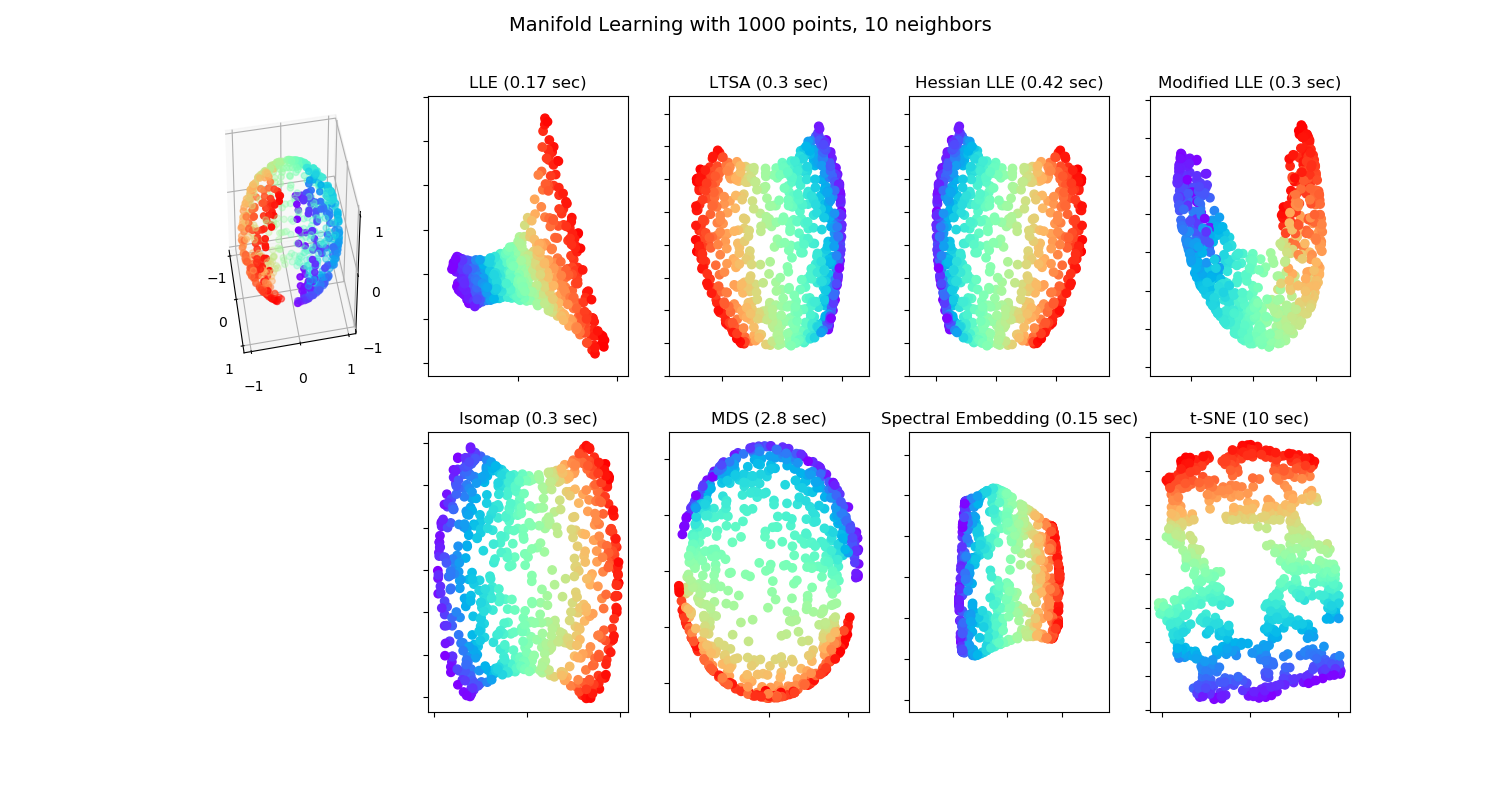 Manifold Learning with 1000 points, 10 neighbors
LLE (0.17 sec)
LTSA (0.3 sec)
Hessian LLE (0.42 sec)
Modified LLE (0.3 sec)
1
0
−1
−1
0
1
−1
0
1
Isomap (0.3 sec)
MDS (2.8 sec)
Spectral Embedding (0.15 sec)
t-SNE (10 sec)